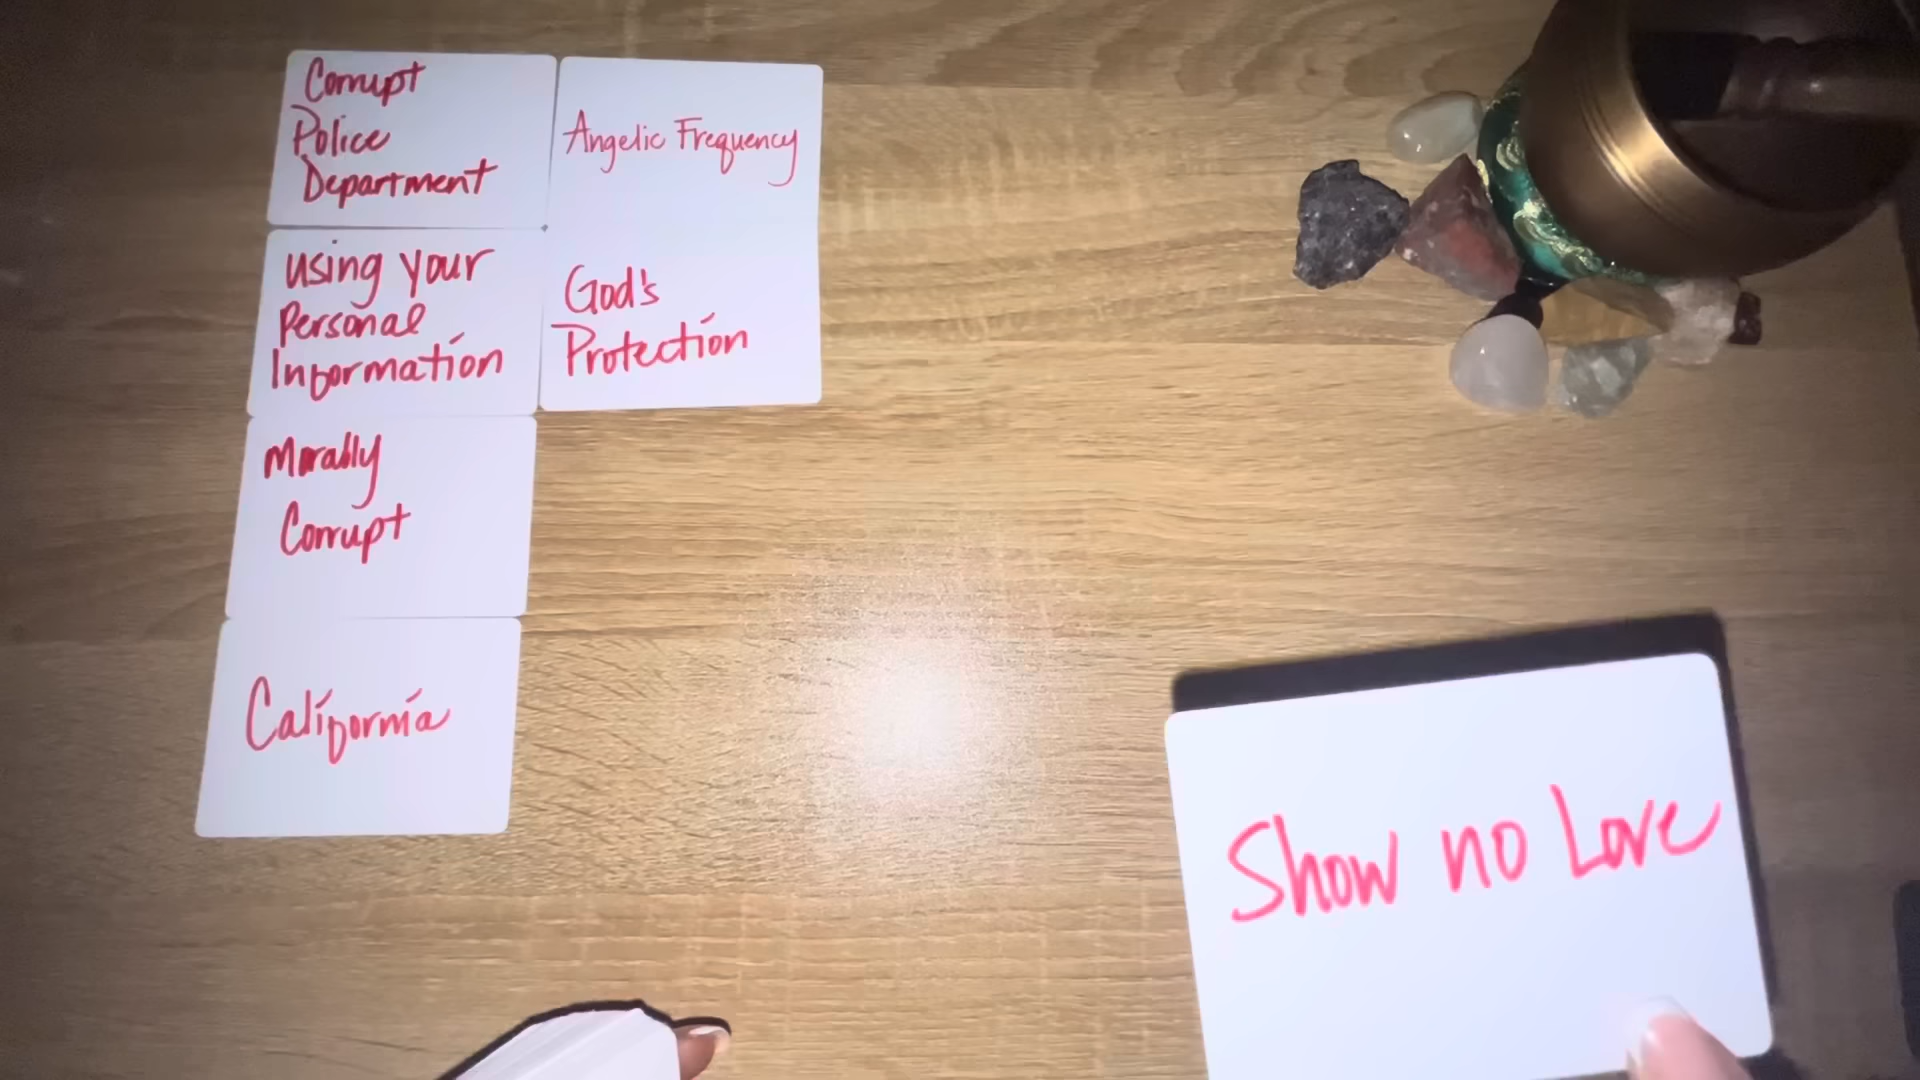 Corrupt
Police
Department
Angelic Frequency
using your
Personal
Information
God's
Protection
Morally
Corrupt
California
Show no Love